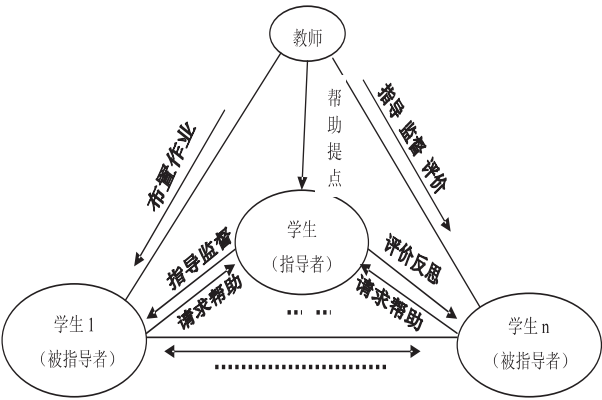 教师
帮助提点
布置作业
指导 监督 评价
学生
（指导者）
指导监督
请求帮助
评价反思
请求帮助
学生 1
（被指导者）
学生 n
（被指导者）